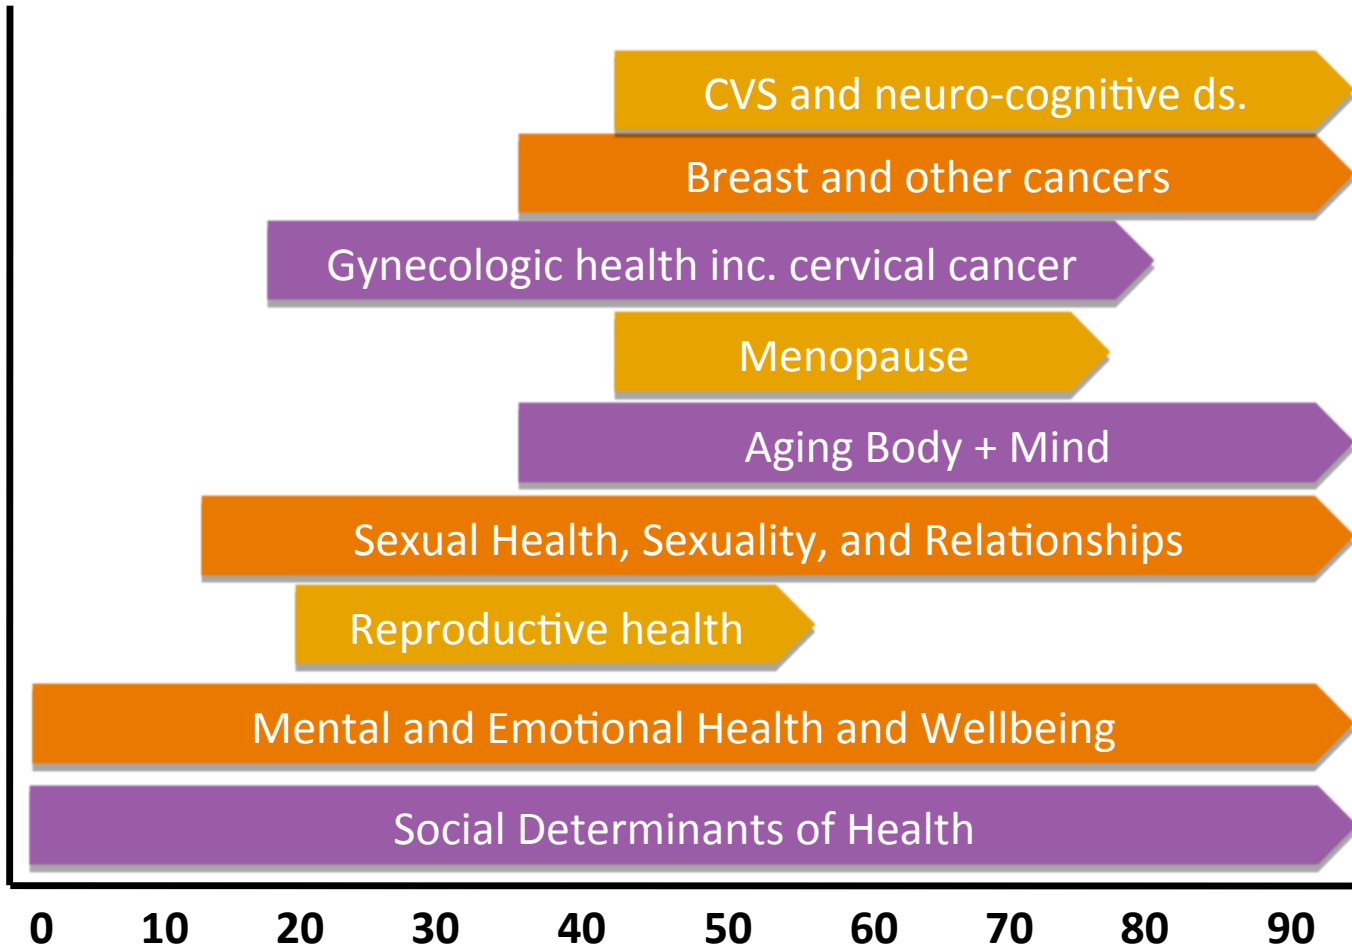 CVS and neuro-cognitive ds.
Breast and other cancers
Gynecologic health inc. cervical cancer
Menopause
Aging Body + Mind
Sexual Health, Sexuality, and Relationships
Reproductive health
Mental and Emotional Health and Wellbeing
Social Determinants of Health
0 10 20 30 40 50 60 70 80 90